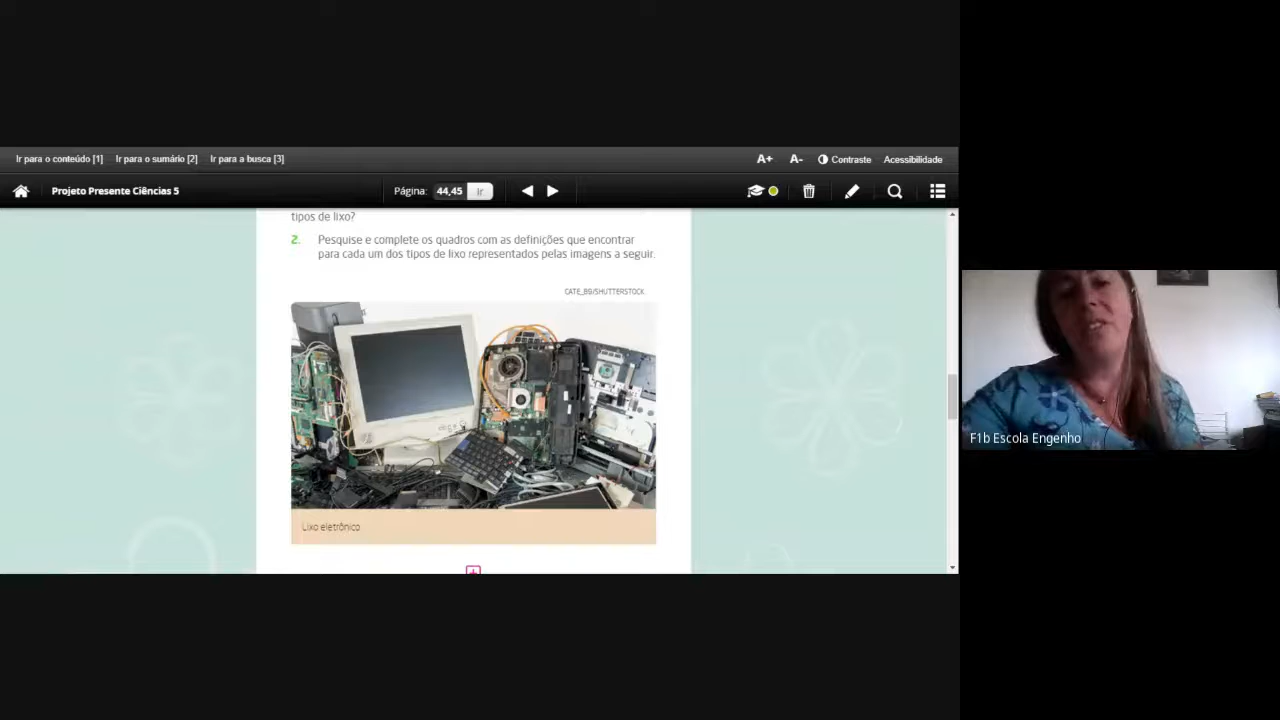 Ir para o conteúdo [1] Ir para o sumário [2] Ir para a busca [3] A+ A- Contraste Acessibilidade
Projeto Presente Ciências 5 Página: 44,45 Ir
tipos de lixo?
2. Pesquise e complete os quadros com as definições que encontrar
para cada um dos tipos de lixo representados pelas imagens a seguir.
CATE_89/SHUTTERSTOCK
Lixo eletrônico
F1b Escola Engenho